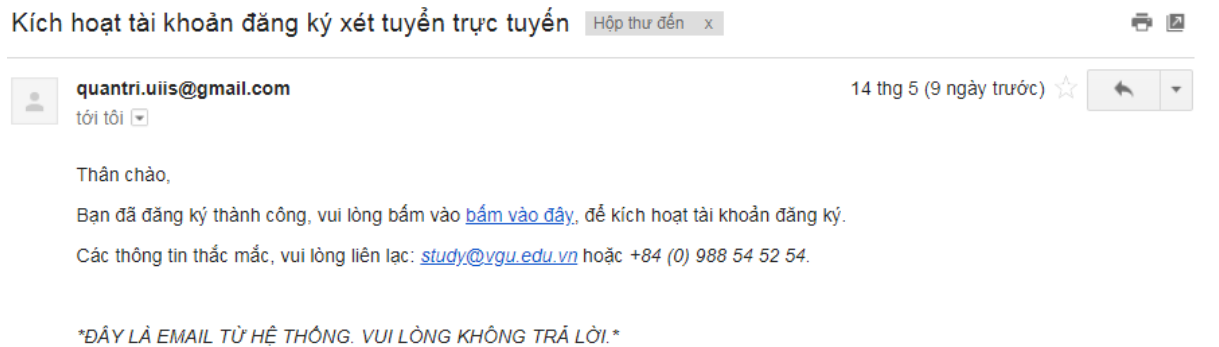 Kích hoạt tài khoản đăng ký xét tuyển trực tuyến Hộp thư đến x
quantri.uiis@gmail.com 14 thg 5 (9 ngày trước)
tới tôi
Thân chào,
Bạn đã đăng ký thành công, vui lòng bấm vào bấm vào đây, để kích hoạt tài khoản đăng ký.
Các thông tin thắc mắc, vui lòng liên lạc: study@vgu.edu.vn hoặc +84 (0) 988 54 52 54.
*ĐÂY LÀ EMAIL TỪ HỆ THỐNG. VUI LÒNG KHÔNG TRẢ LỜI.*